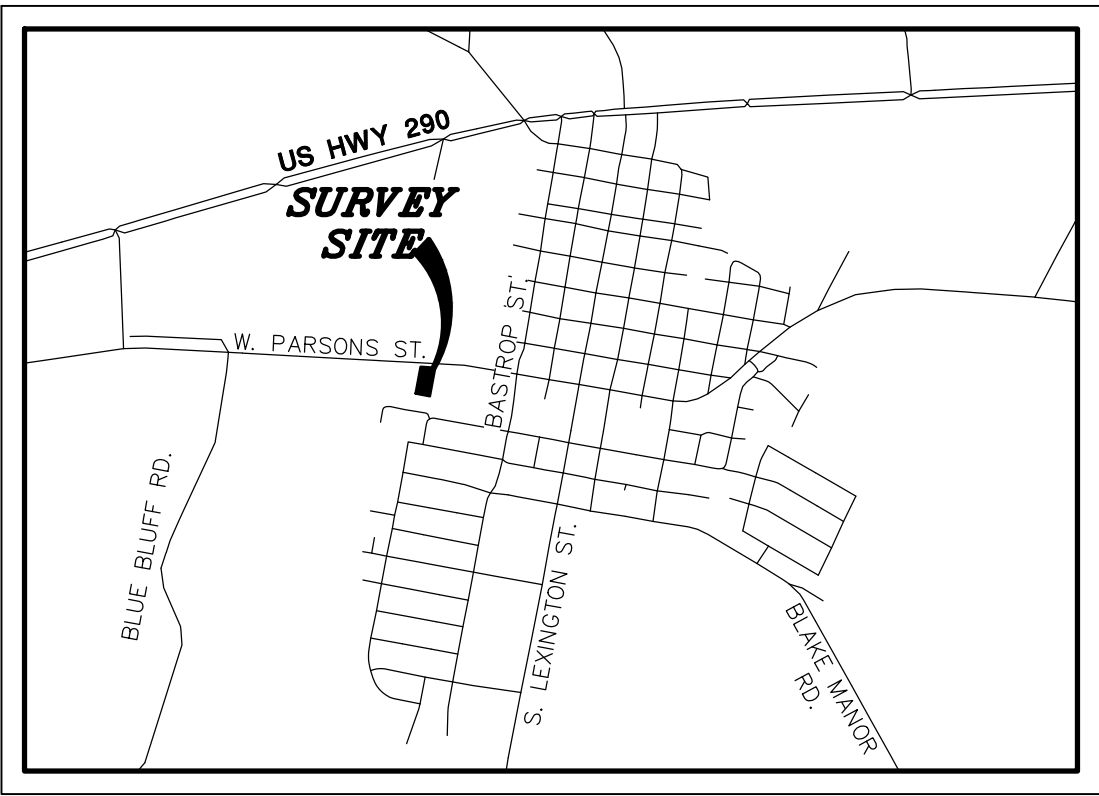 US HWY 290
SURVEY
SITE
W. PARSONS ST.
BASTROP ST.
BLUE BLUFF RD.
S. LEXINGTON ST.
BLAKE MANOR
RD.